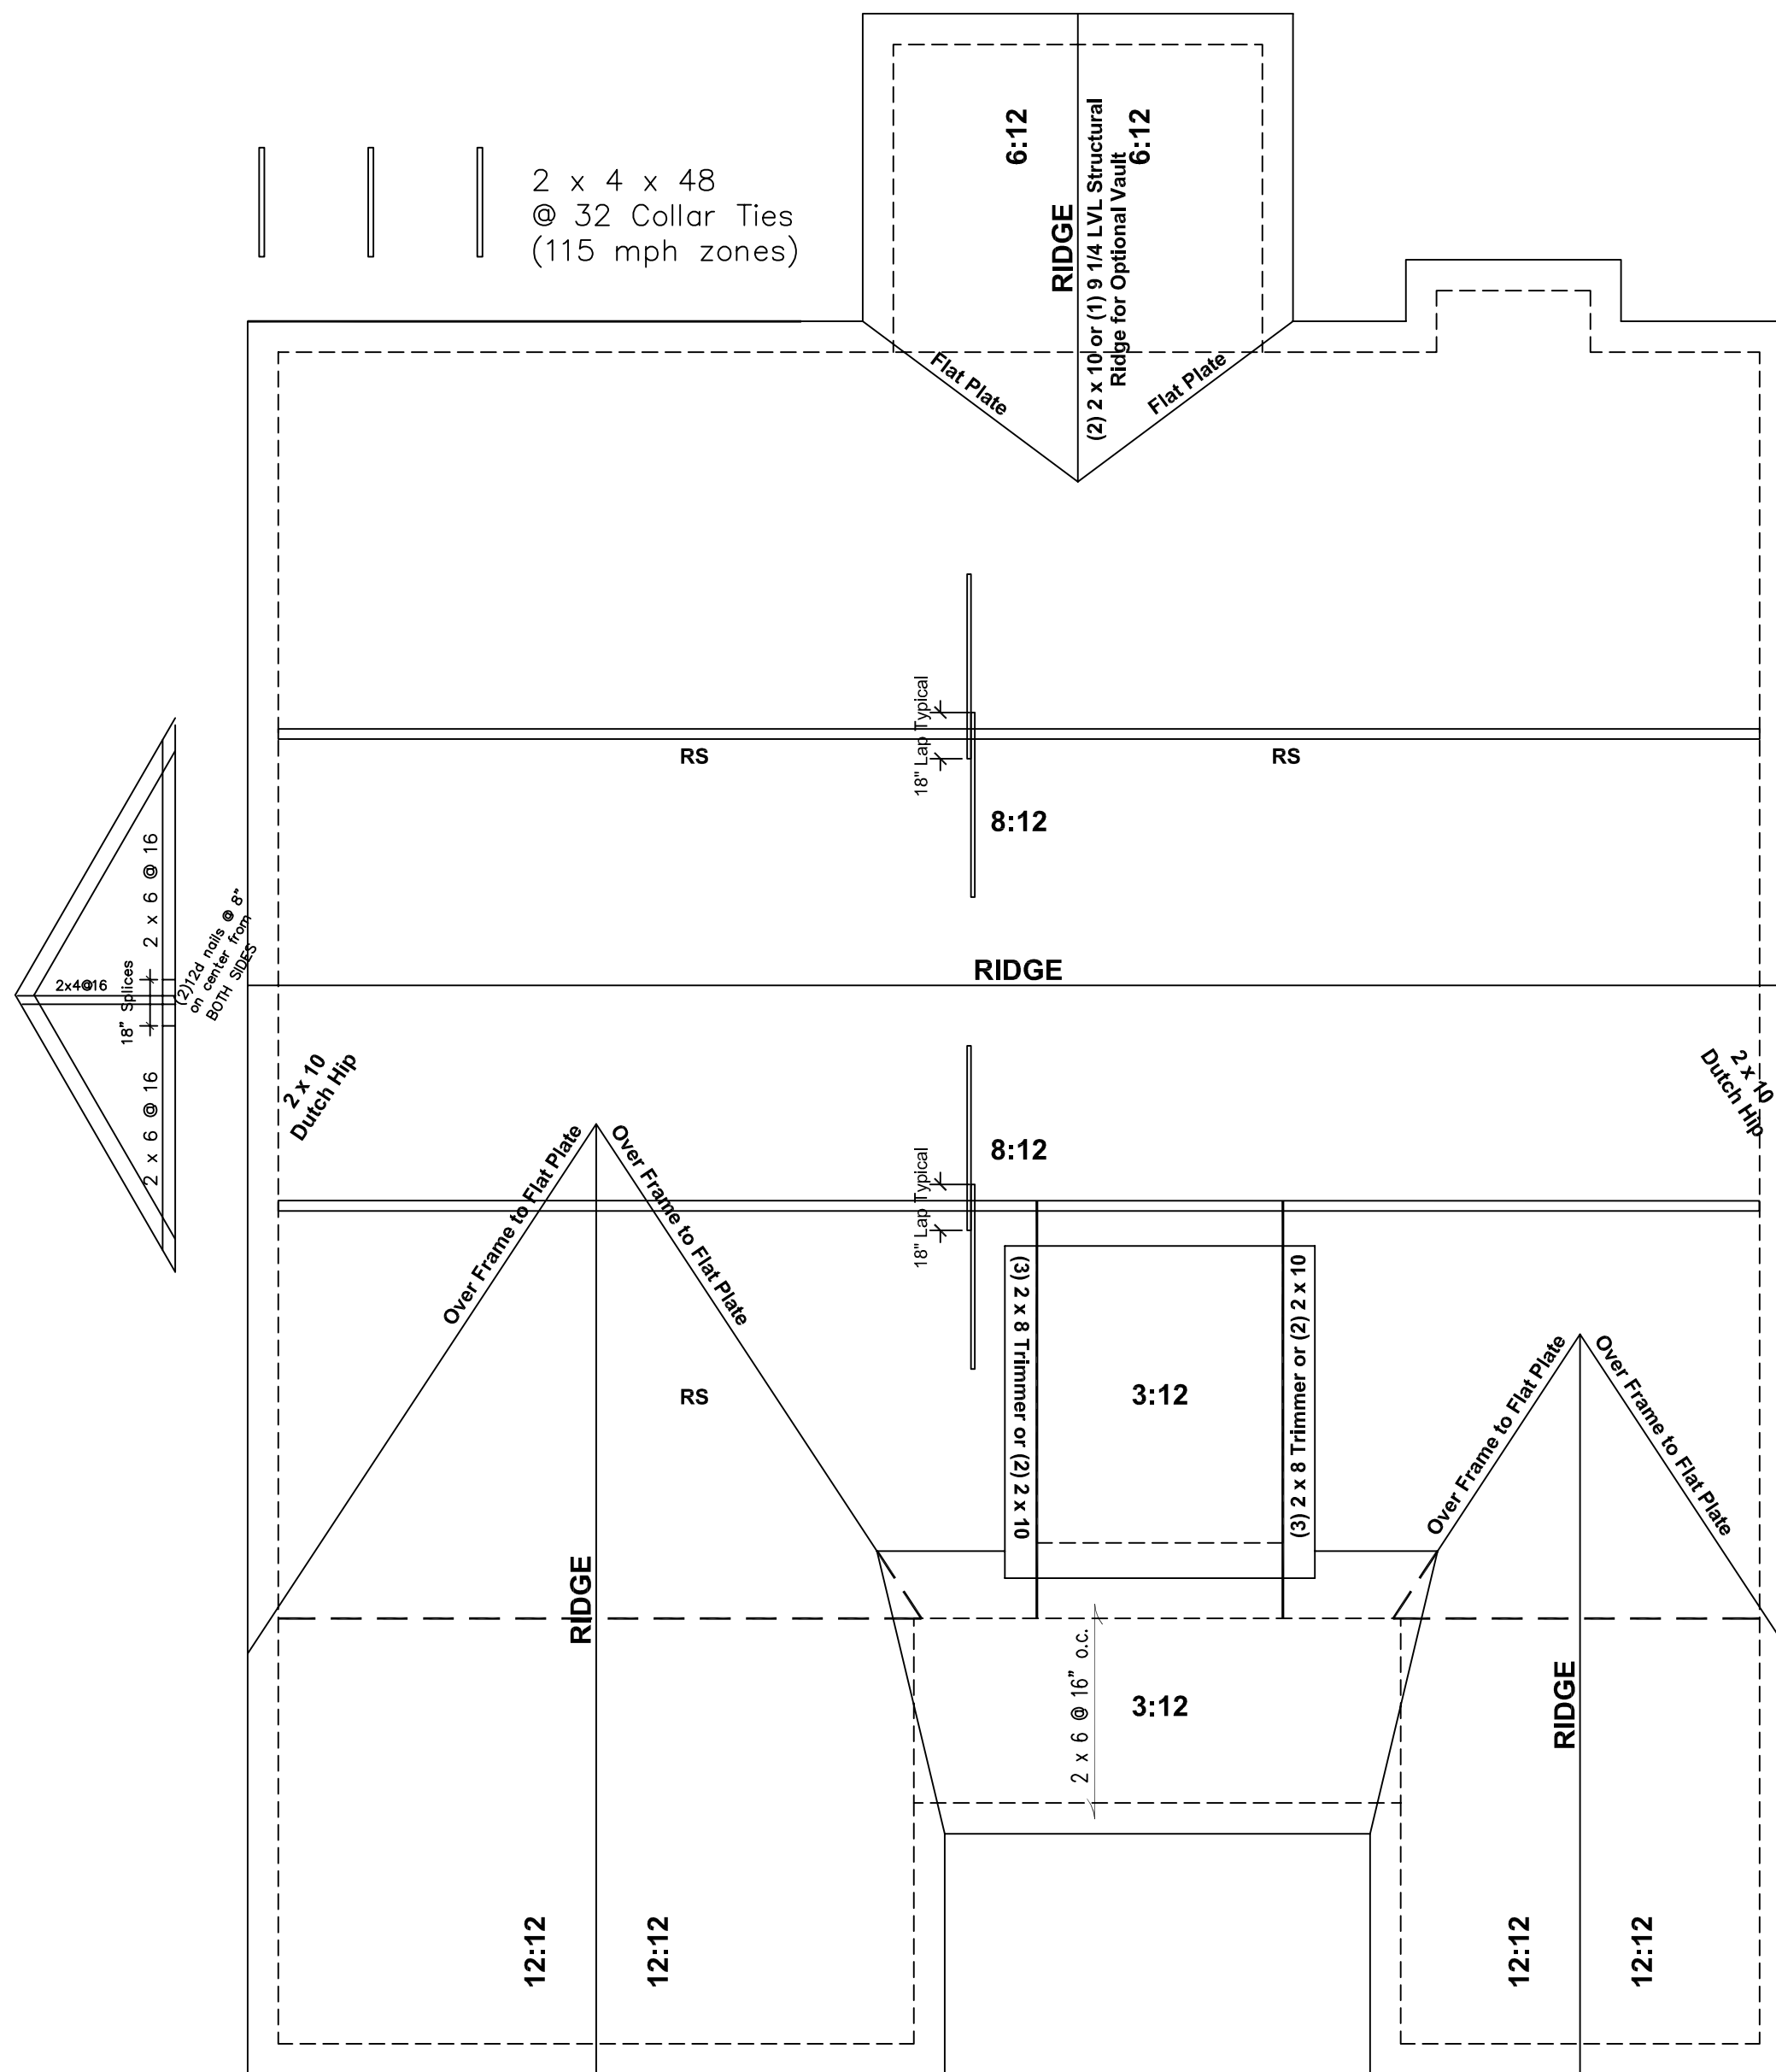 6:12
6:12
RIDGE
(2) 2 x 10 or (1) 9 1/4 LVL Structural
Ridge for Optional Vault
2 x 4 x 48
@ 32 Collar Ties
(115 mph zones)
Flat Plate
Flat Plate
18" Lap Typical
RS
RS
8:12
2 x 6 @ 16
2x4@16
18" Splices
(2)12d nails @ 8"
on center from
BOTH SIDES
2 x 6 @ 16
RIDGE
2 x 10
Dutch Hip
2 x 10
Dutch Hip
8:12
18" Lap Typical
Over Frame to Flat Plate
Over Frame to Flat Plate
(3) 2 x 8 Trimmer or (2) 2 x 10
(3) 2 x 8 Trimmer or (2) 2 x 10
3:12
RS
Over Frame to Flat Plate
Over Frame to Flat Plate
RIDGE
2 x 6 @ 16" o.c.
3:12
RIDGE
12:12
12:12
12:12
12:12